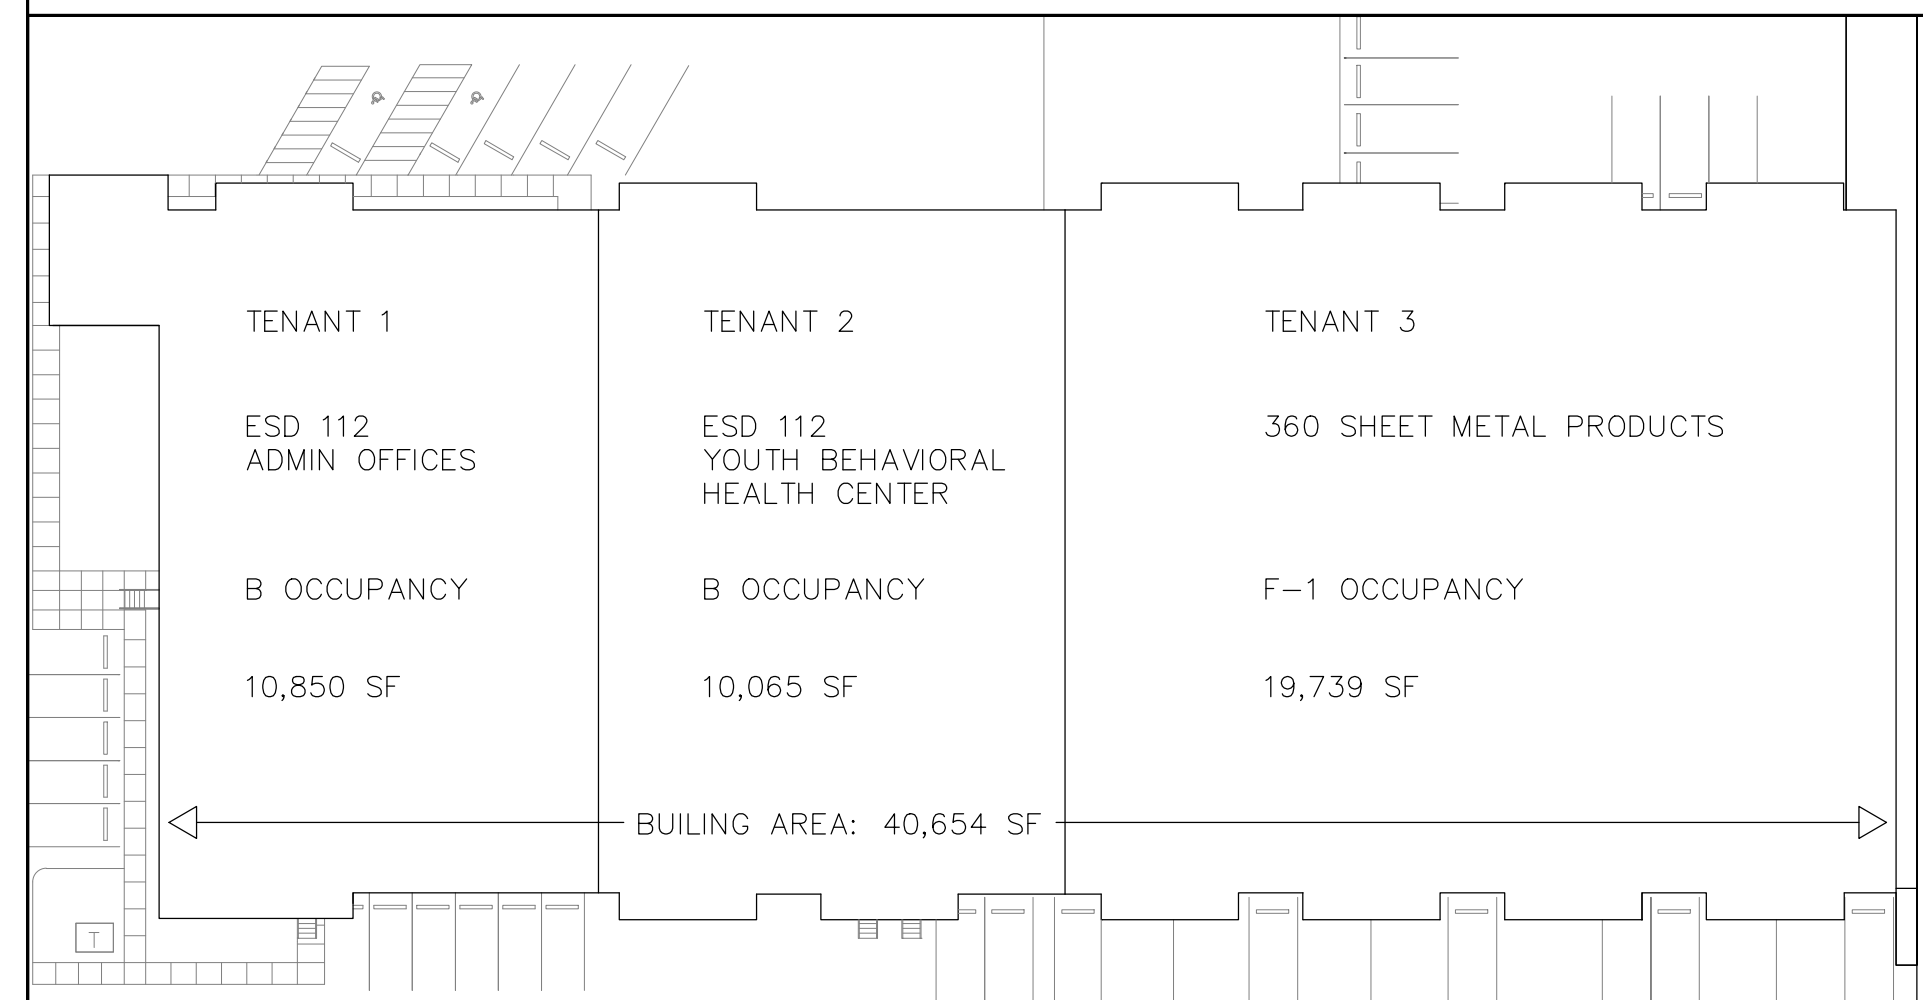 TENANT 1
ESD 112
ADMIN OFFICES
B OCCUPANCY
10,850 SF
TENANT 2
ESD 112
YOUTH BEHAVIORAL
HEALTH CENTER
B OCCUPANCY
10,065 SF
TENANT 3
360 SHEET METAL PRODUCTS
F-1 OCCUPANCY
19,739 SF
BUILING AREA: 40,654 SF
T